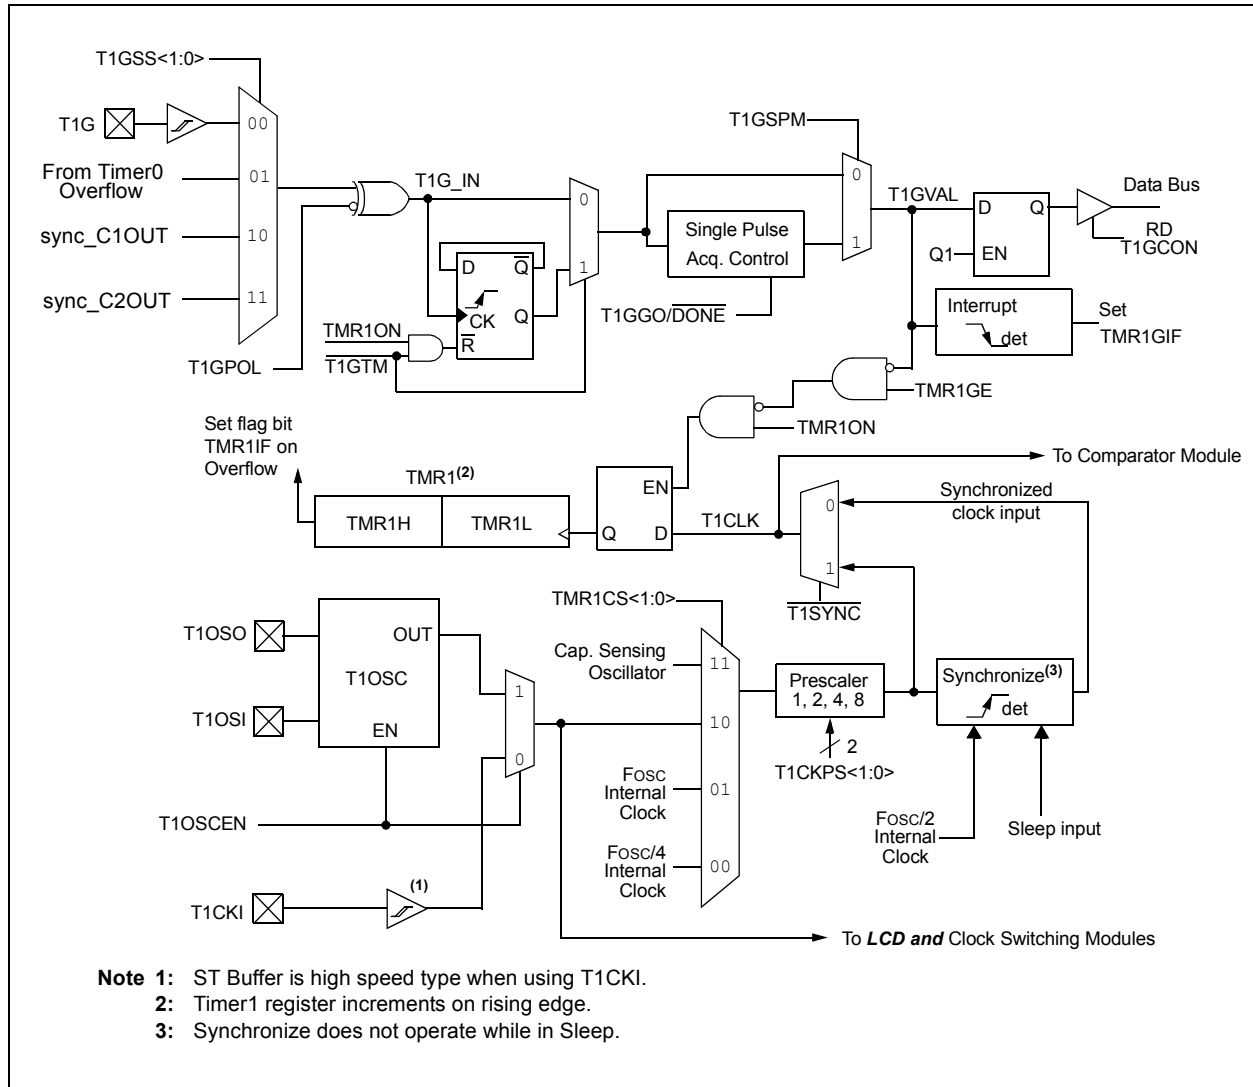 T1GSS<1:0>
T1G
00
From Timer0
Overflow
01
sync_C1OUT
10
sync_C2OUT
11
T1GPOL
T1G_IN
D
Q
CK
Q
R
TMR1ON
T1GTM
0
1
T1GSPM
Single Pulse
Acq. Control
T1GGO/DONE
0
1
T1GVAL
D
Q
Q1
EN
Data Bus
RD
T1GCON
Interrupt
det
Set
TMR1GIF
TMR1GE
TMR1ON
Set flag bit
TMR1IF on
Overflow
TMR1(2)
TMR1H
TMR1L
EN
Q
D
T1CLK
To Comparator Module
Synchronized
clock input
0
1
T1SYNC
TMR1CS<1:0>
T1OSO
OUT
T1OSC
T1OSI
EN
1
0
T1OSCEN
T1CKI
(1)
Cap. Sensing
Oscillator
11
10
FOSC
Internal
Clock
01
FOSC/4
Internal
Clock
00
Prescaler
1, 2, 4, 8
2
T1CKPS<1:0>
Synchronize(3)
det
FOSC/2
Internal
Clock
Sleep input
To LCD and Clock Switching Modules
Note 1: ST Buffer is high speed type when using T1CKI.
2: Timer1 register increments on rising edge.
3: Synchronize does not operate while in Sleep.